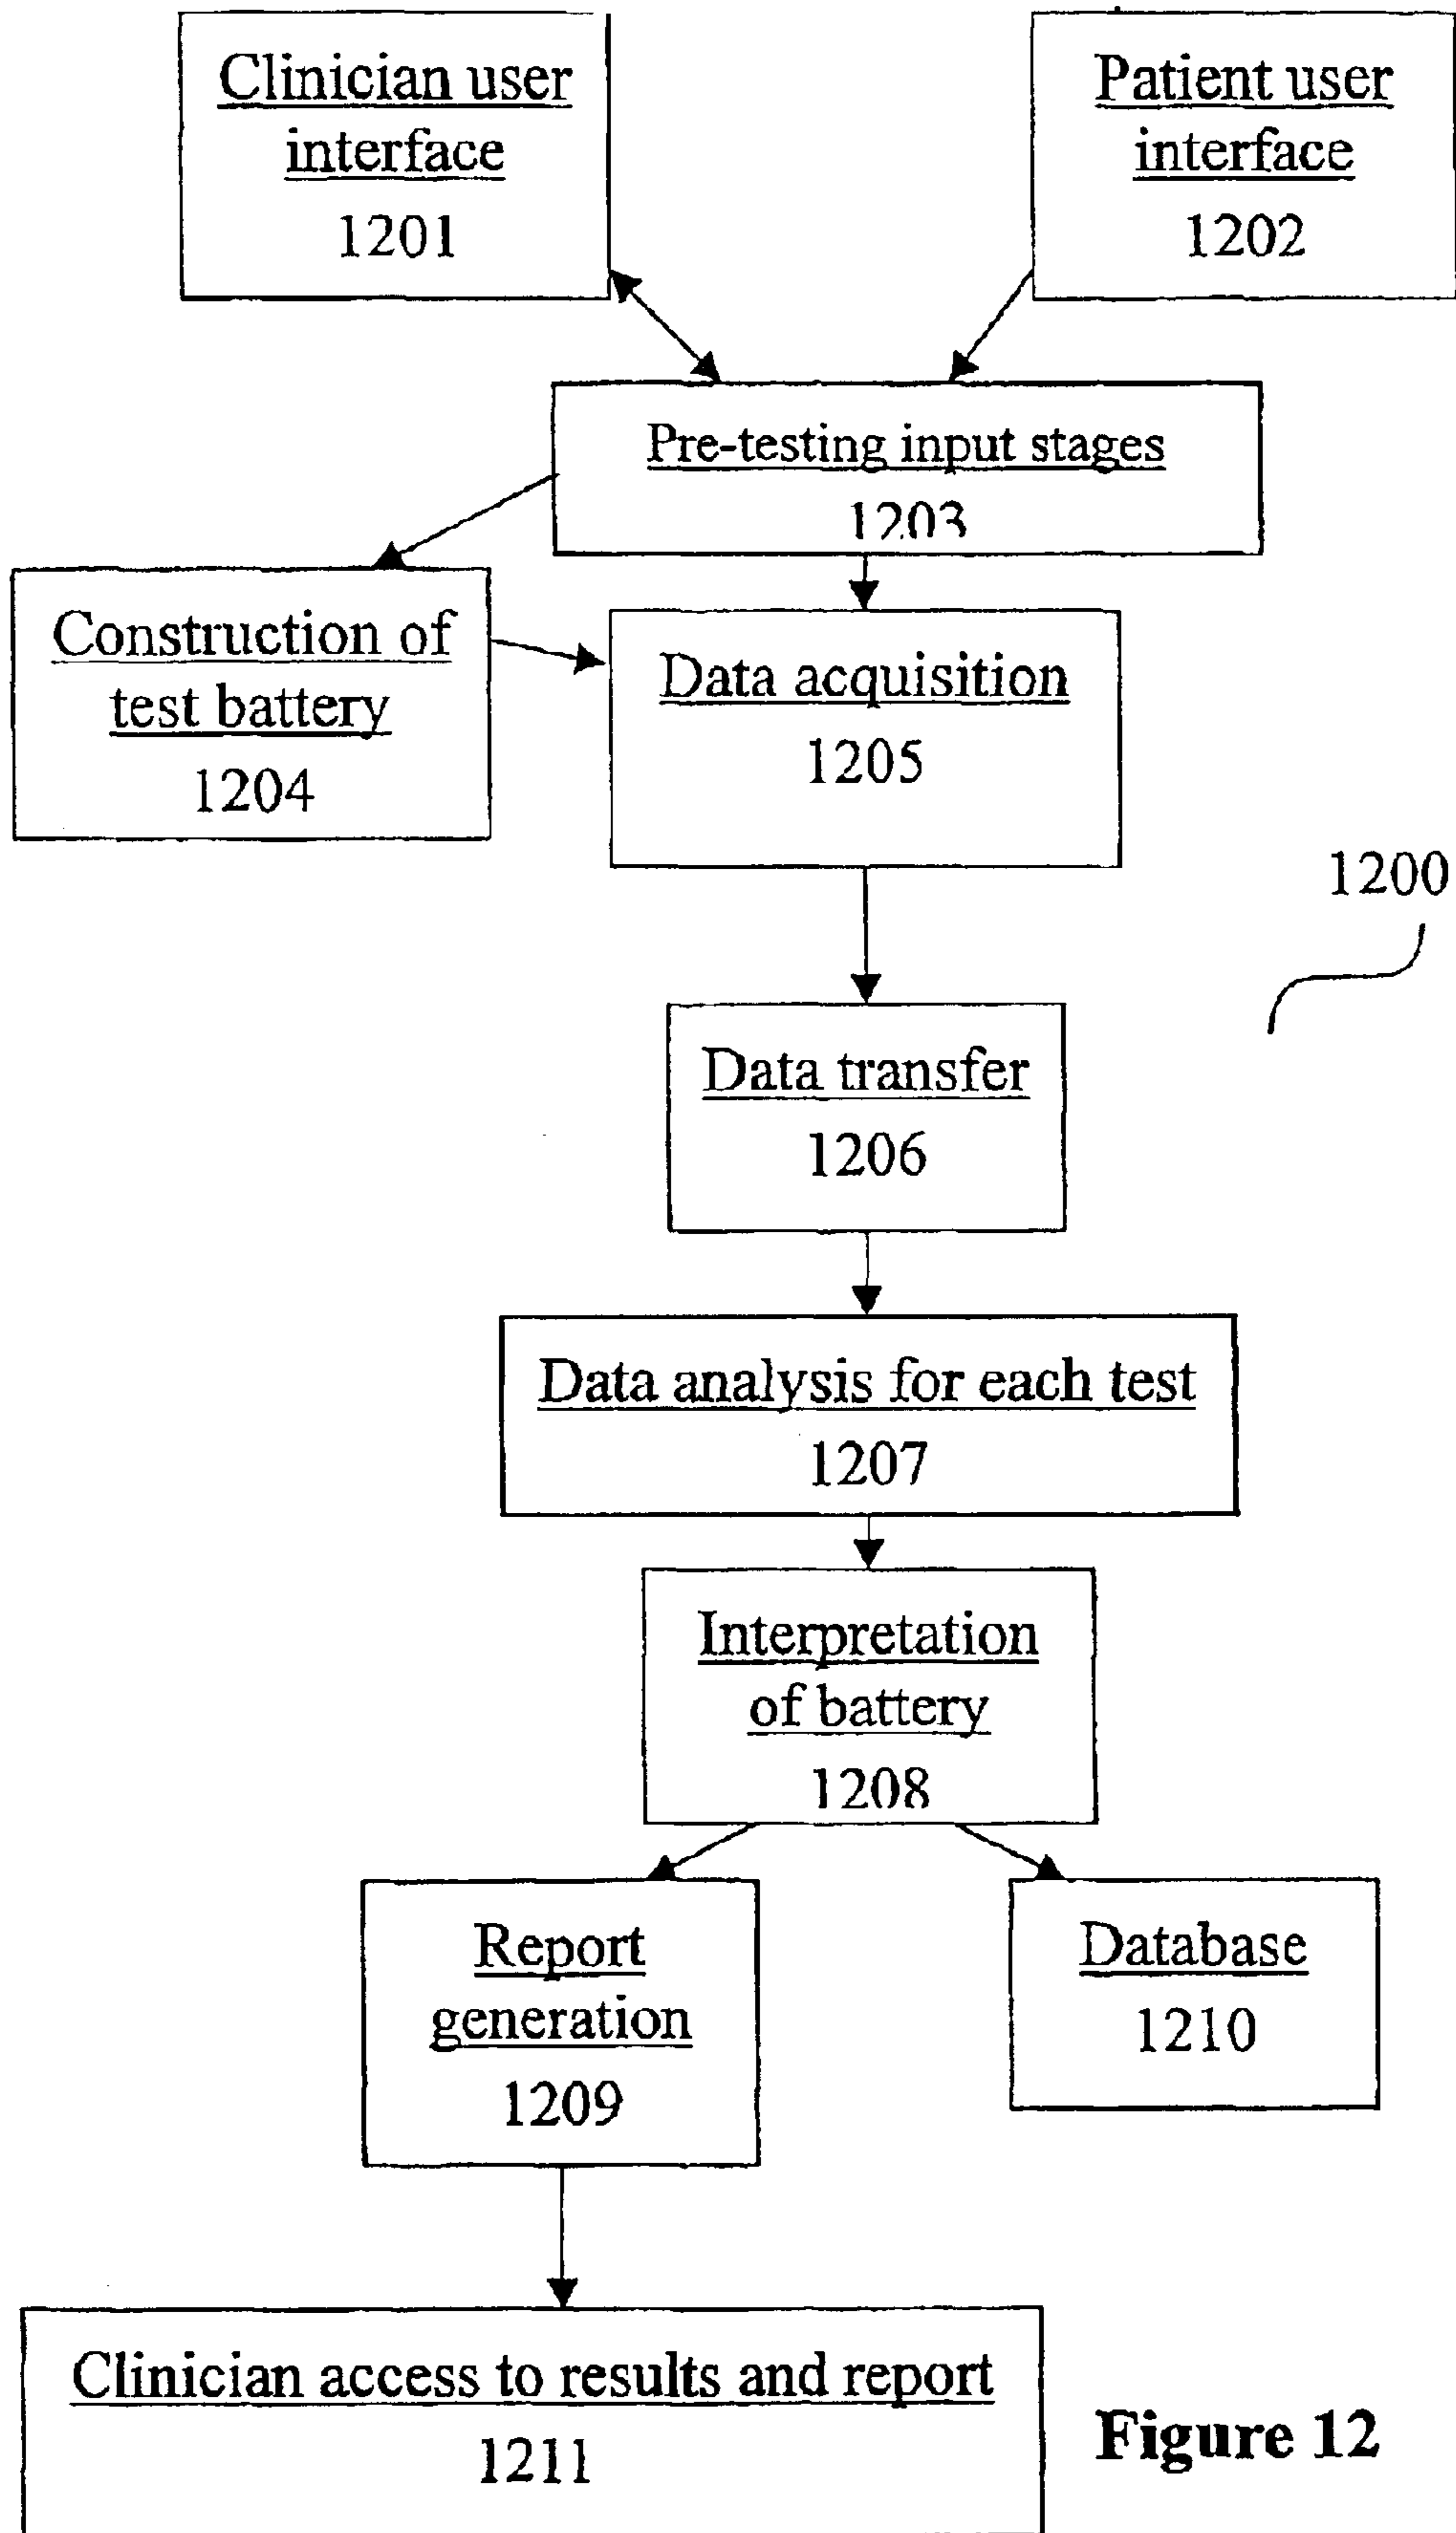 Clinician user
interface
1201
Patient user
interface
1202
Pre-testing input stages
1203
Construction of
test battery
1204
Data acquisition
1205
1200
Data transfer
1206
Data analysis for each test
1207
Interpretation
of battery
1208
Report
generation
1209
Database
1210
Clinician access to results and report
1211
Figure 12